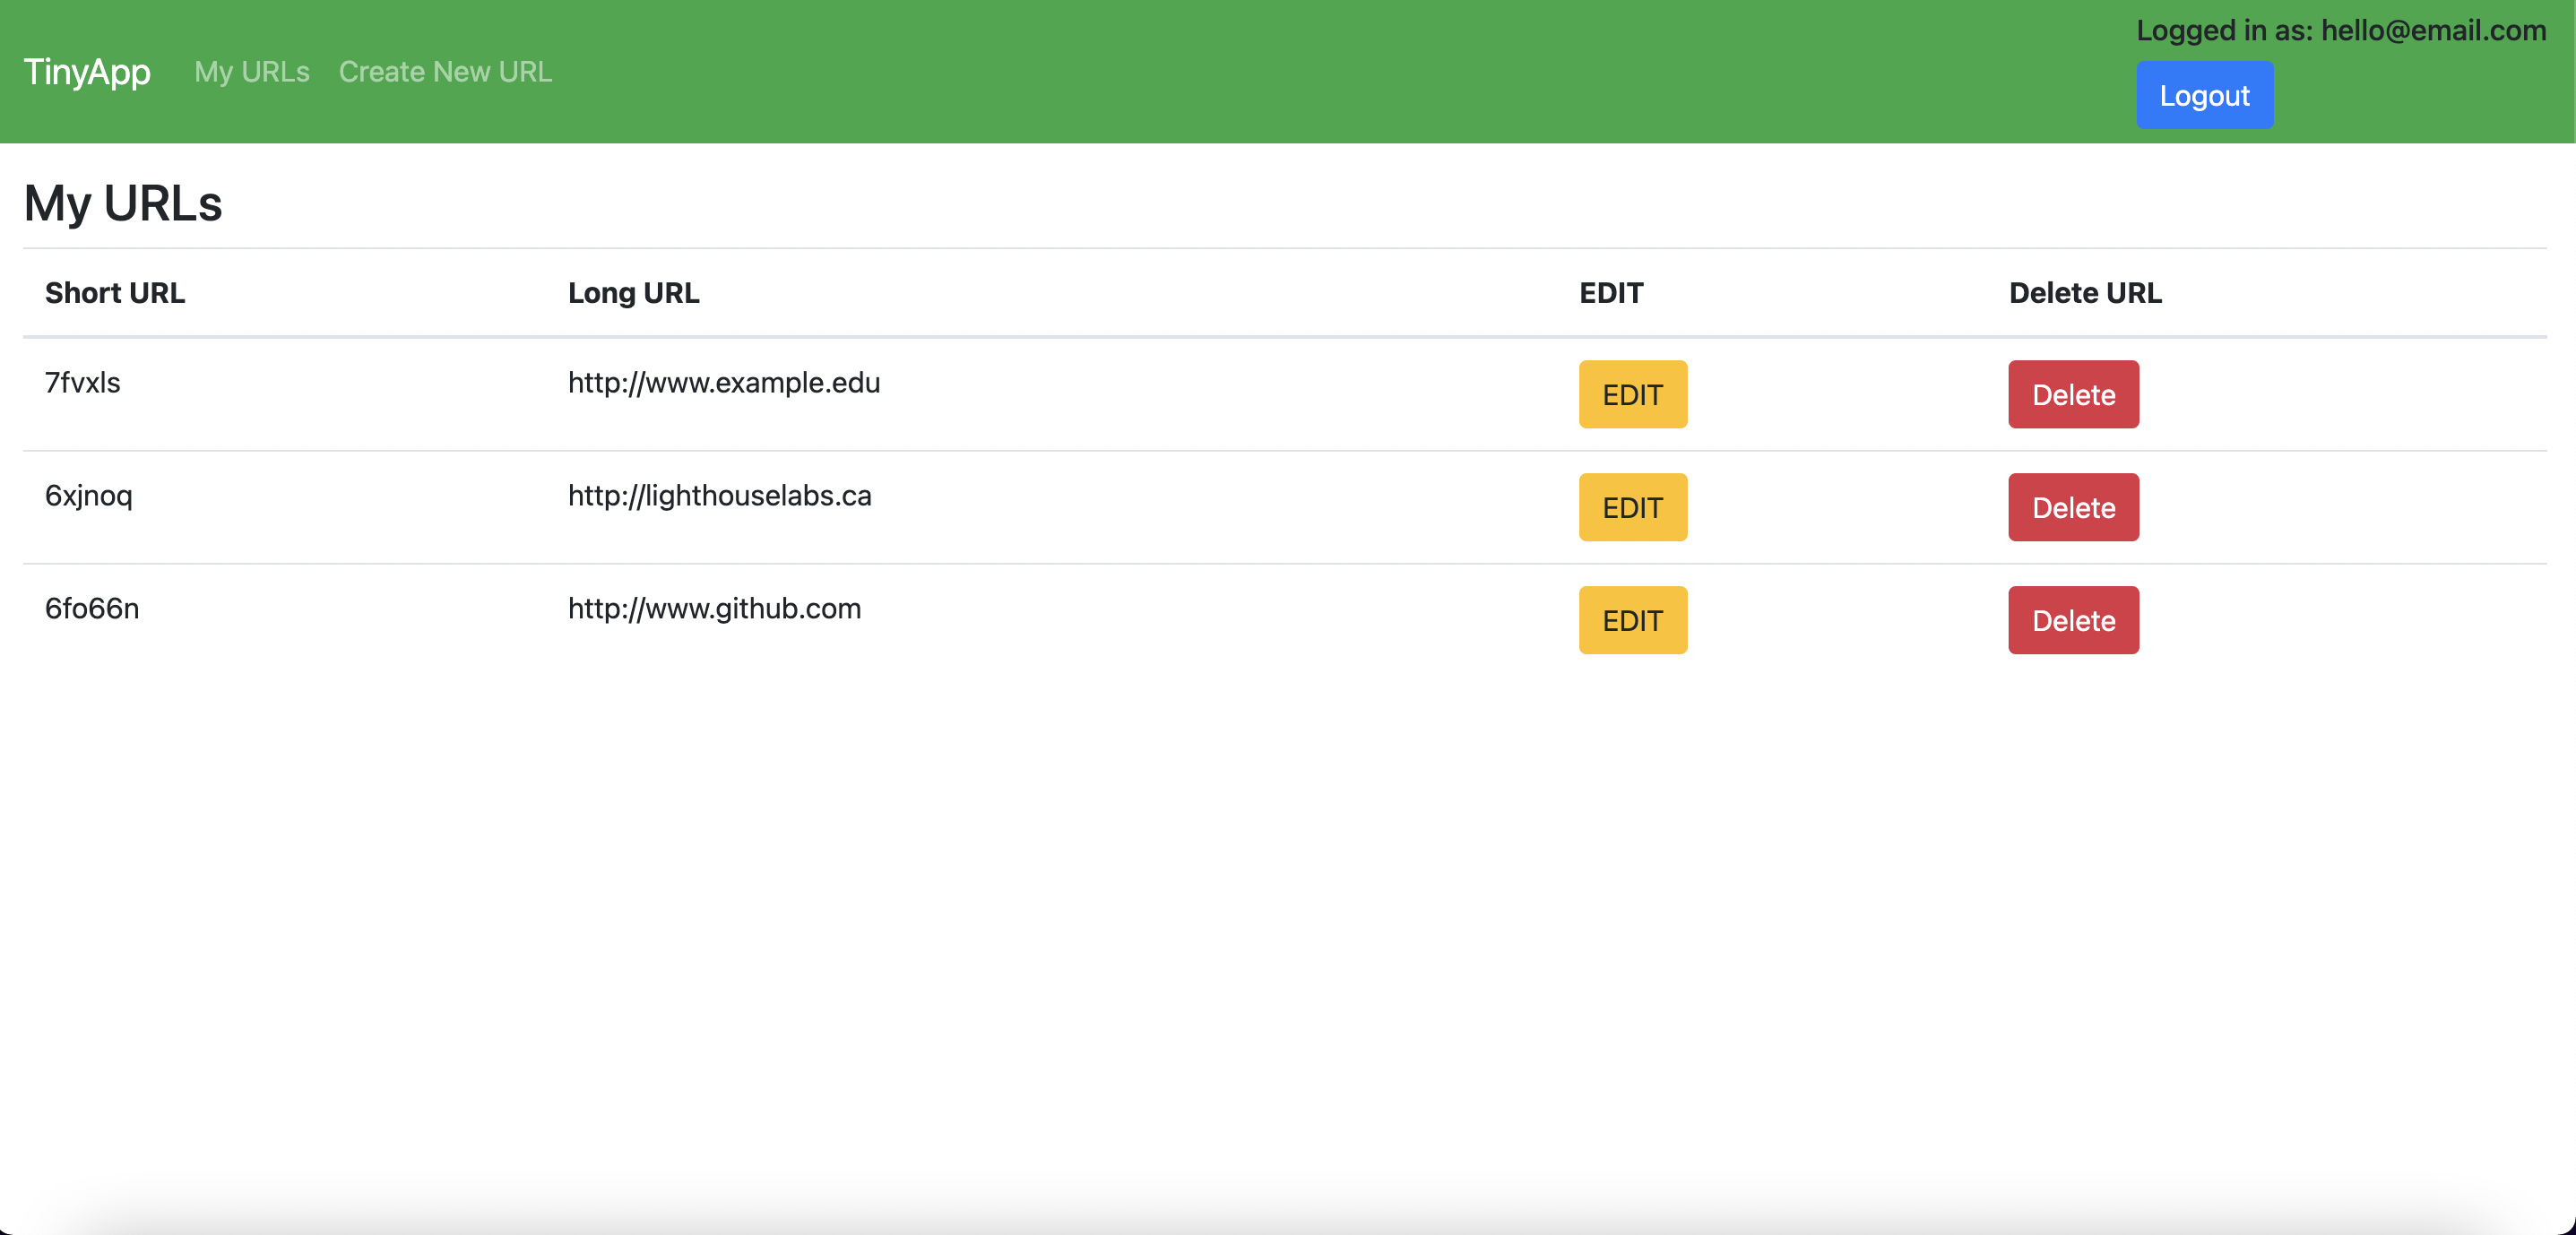 Logged in as: hello@email.com
TinyApp My URLs Create New URL
Logout
My URLs
Short URL Long URL EDIT Delete URL
7fvxls http://www.example.edu EDIT Delete
6xjnoq http://lighthouselabs.ca EDIT Delete
6fo66n http://www.github.com EDIT Delete